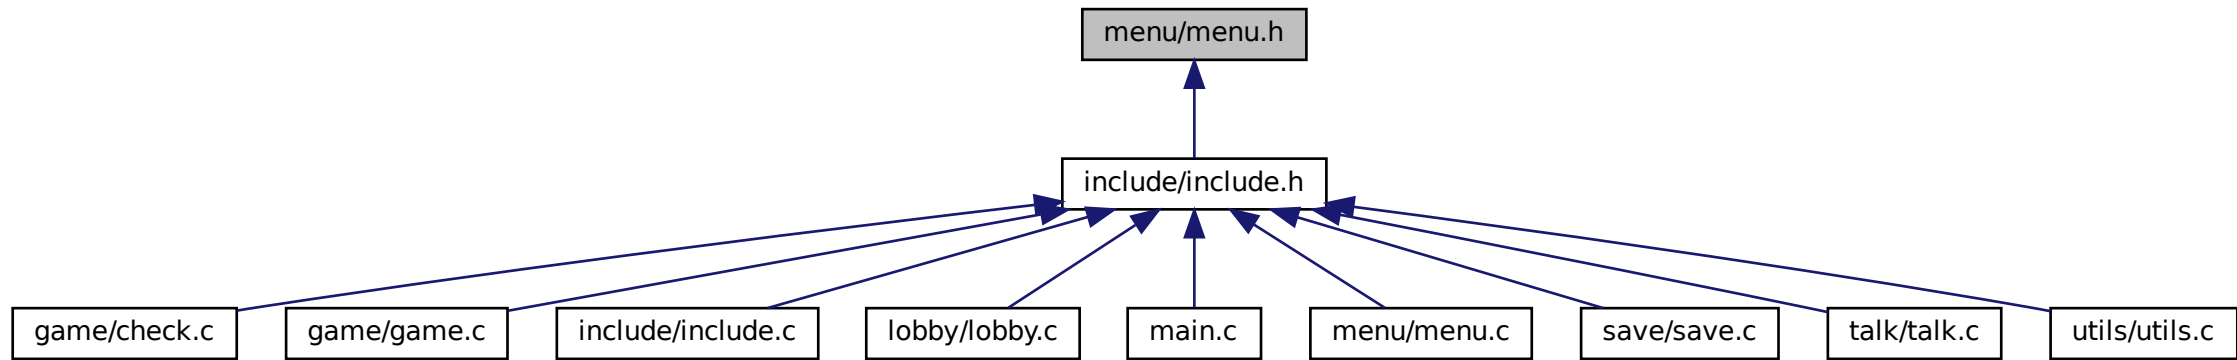 menu/menu.h
include/include.h
game/check.c
game/game.c
include/include.c
lobby/lobby.c
main.c
menu/menu.c
save/save.c
talk/talk.c
utils/utils.c